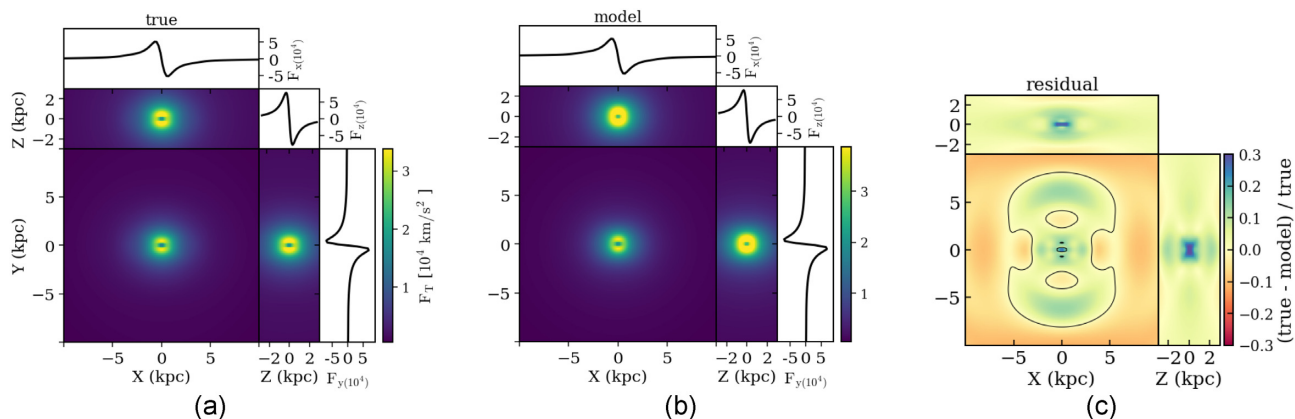 true
5
0
-5
F_x(10^4)
Z (kpc)
2
0
−2
5
0
-5
F_z(10^4)
Y (kpc)
5
0
−5
3
2
1
F_T [10^4 km/s^2 ]
−5 0 5
X (kpc)
−2 0 2
Z (kpc)
-5 0 5
F_y(10^4)
(a)
model
5
0
-5
F_x(10^4)
2
0
−2
5
0
-5
F_z(10^4)
5
0
−5
3
2
1
−5 0 5
X (kpc)
−2 0 2
Z (kpc)
-5 0 5
F_y(10^4)
(b)
residual
2
0
−2
5
0
−5
0.3
0.2
0.1
0.0
−0.1
−0.2
−0.3
(true - model) / true
−5 0 5
X (kpc)
−2 0 2
Z (kpc)
(c)